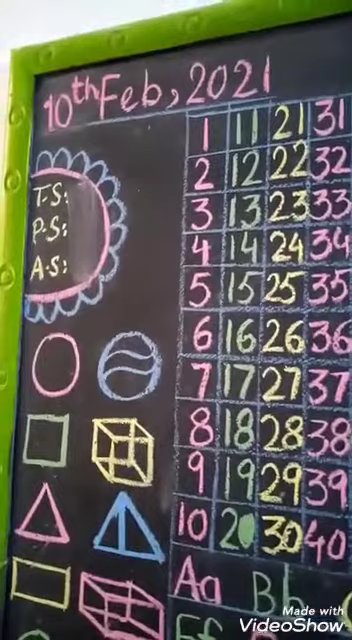 10th Feb, 2021
T.S:
P.S:
A.S:
1 11 21 31
2 12 22 32
3 13 23 33
4 14 24 34
5 15 25 35
6 16 26 36
7 17 27 37
8 18 28 38
9 19 29 39
10 20 30 40
Aa Bb
Made with
VideoShow